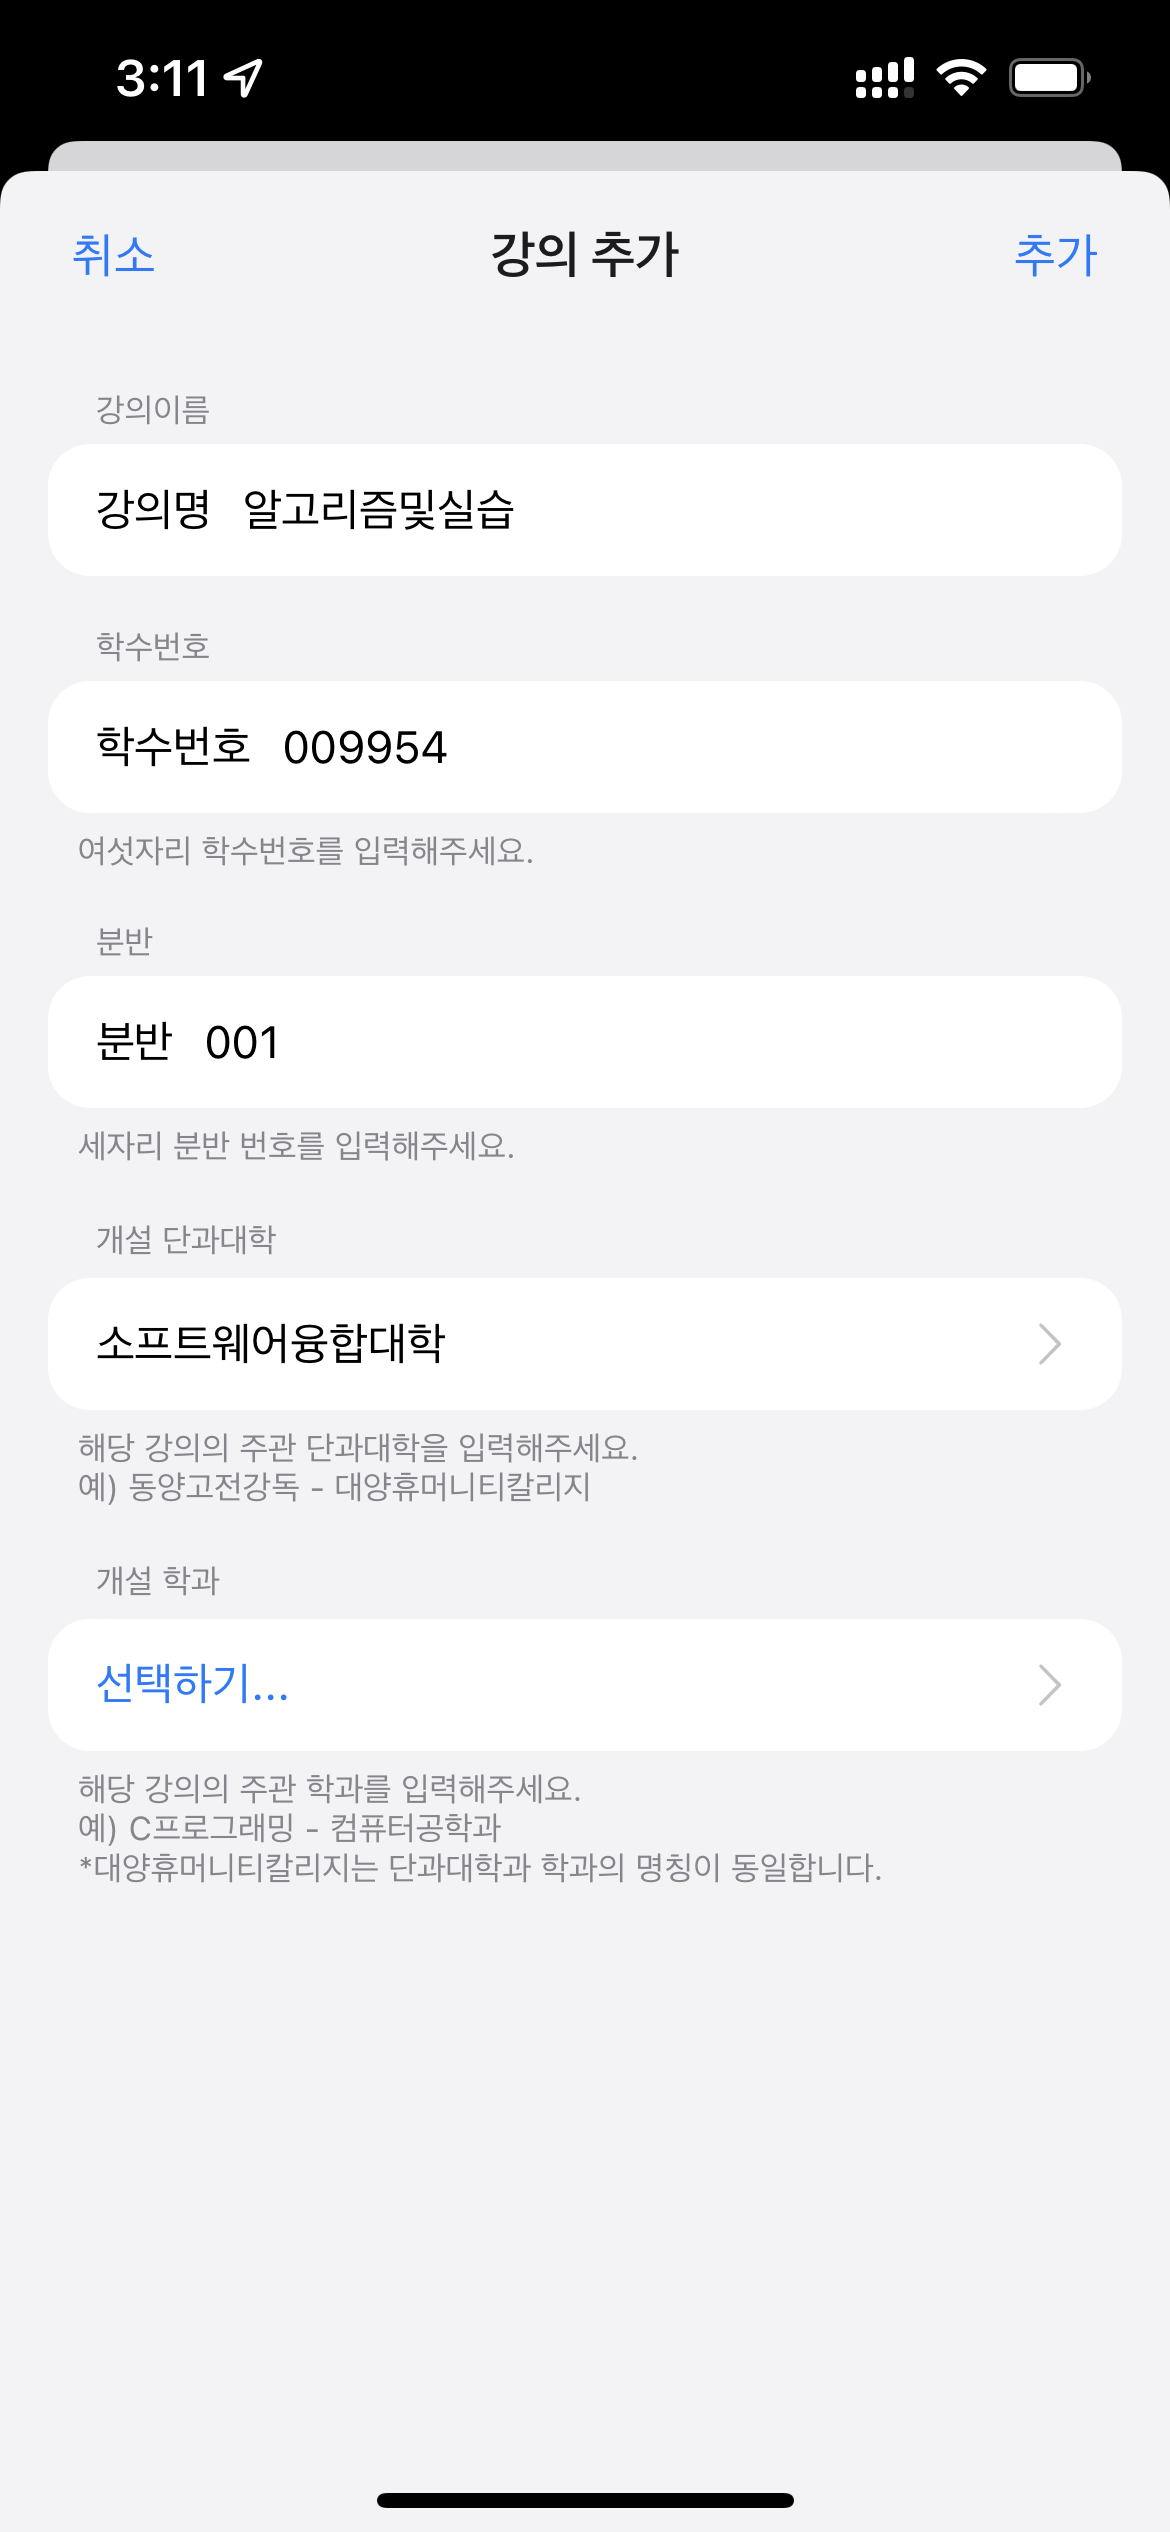 3:11
취소 강의 추가 추가
강의이름
강의명 알고리즘및실습
학수번호
학수번호 009954
여섯자리 학수번호를 입력해주세요.
분반
분반 001
세자리 분반 번호를 입력해주세요.
개설 단과대학
소프트웨어융합대학
해당 강의의 주관 단과대학을 입력해주세요.
예) 동양고전강독 - 대양휴머니티칼리지
개설 학과
선택하기...
해당 강의의 주관 학과를 입력해주세요.
예) C프로그래밍 - 컴퓨터공학과
*대양휴머니티칼리지는 단과대학과 학과의 명칭이 동일합니다.